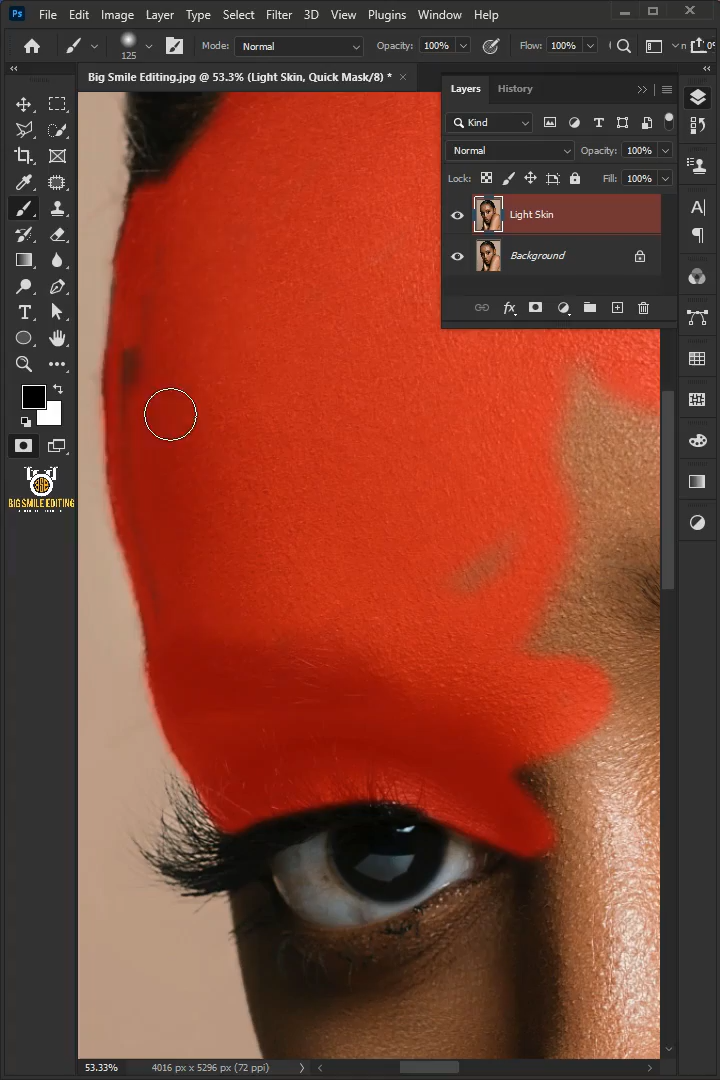 Ps File Edit Image Layer Type Select Filter 3D View Plugins Window Help
125 Mode: Normal Opacity: 100% Flow: 100%
Big Smile Editing.jpg @ 53.3% (Light Skin, Quick Mask/8) * ×
Layers History
Kind
Normal Opacity: 100%
Lock: Fill: 100%
Light Skin
Background
fx
BIG SMILE EDITING
53.33% 4016 px x 5296 px (72 ppi)